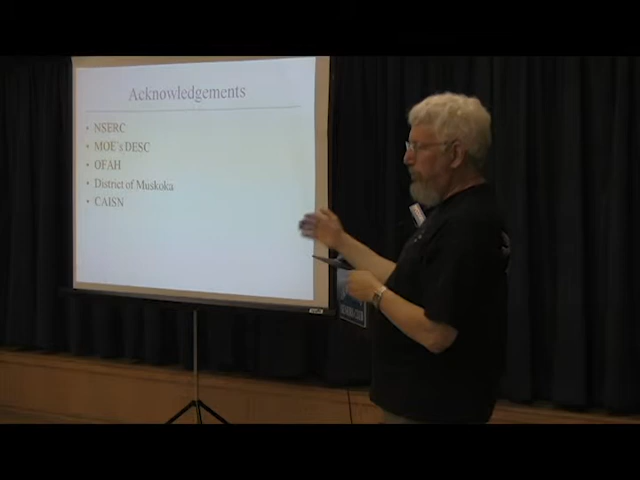 Acknowledgements
• NSERC
• MOE's DESC
• OFAH
• District of Muskoka
• CAISN